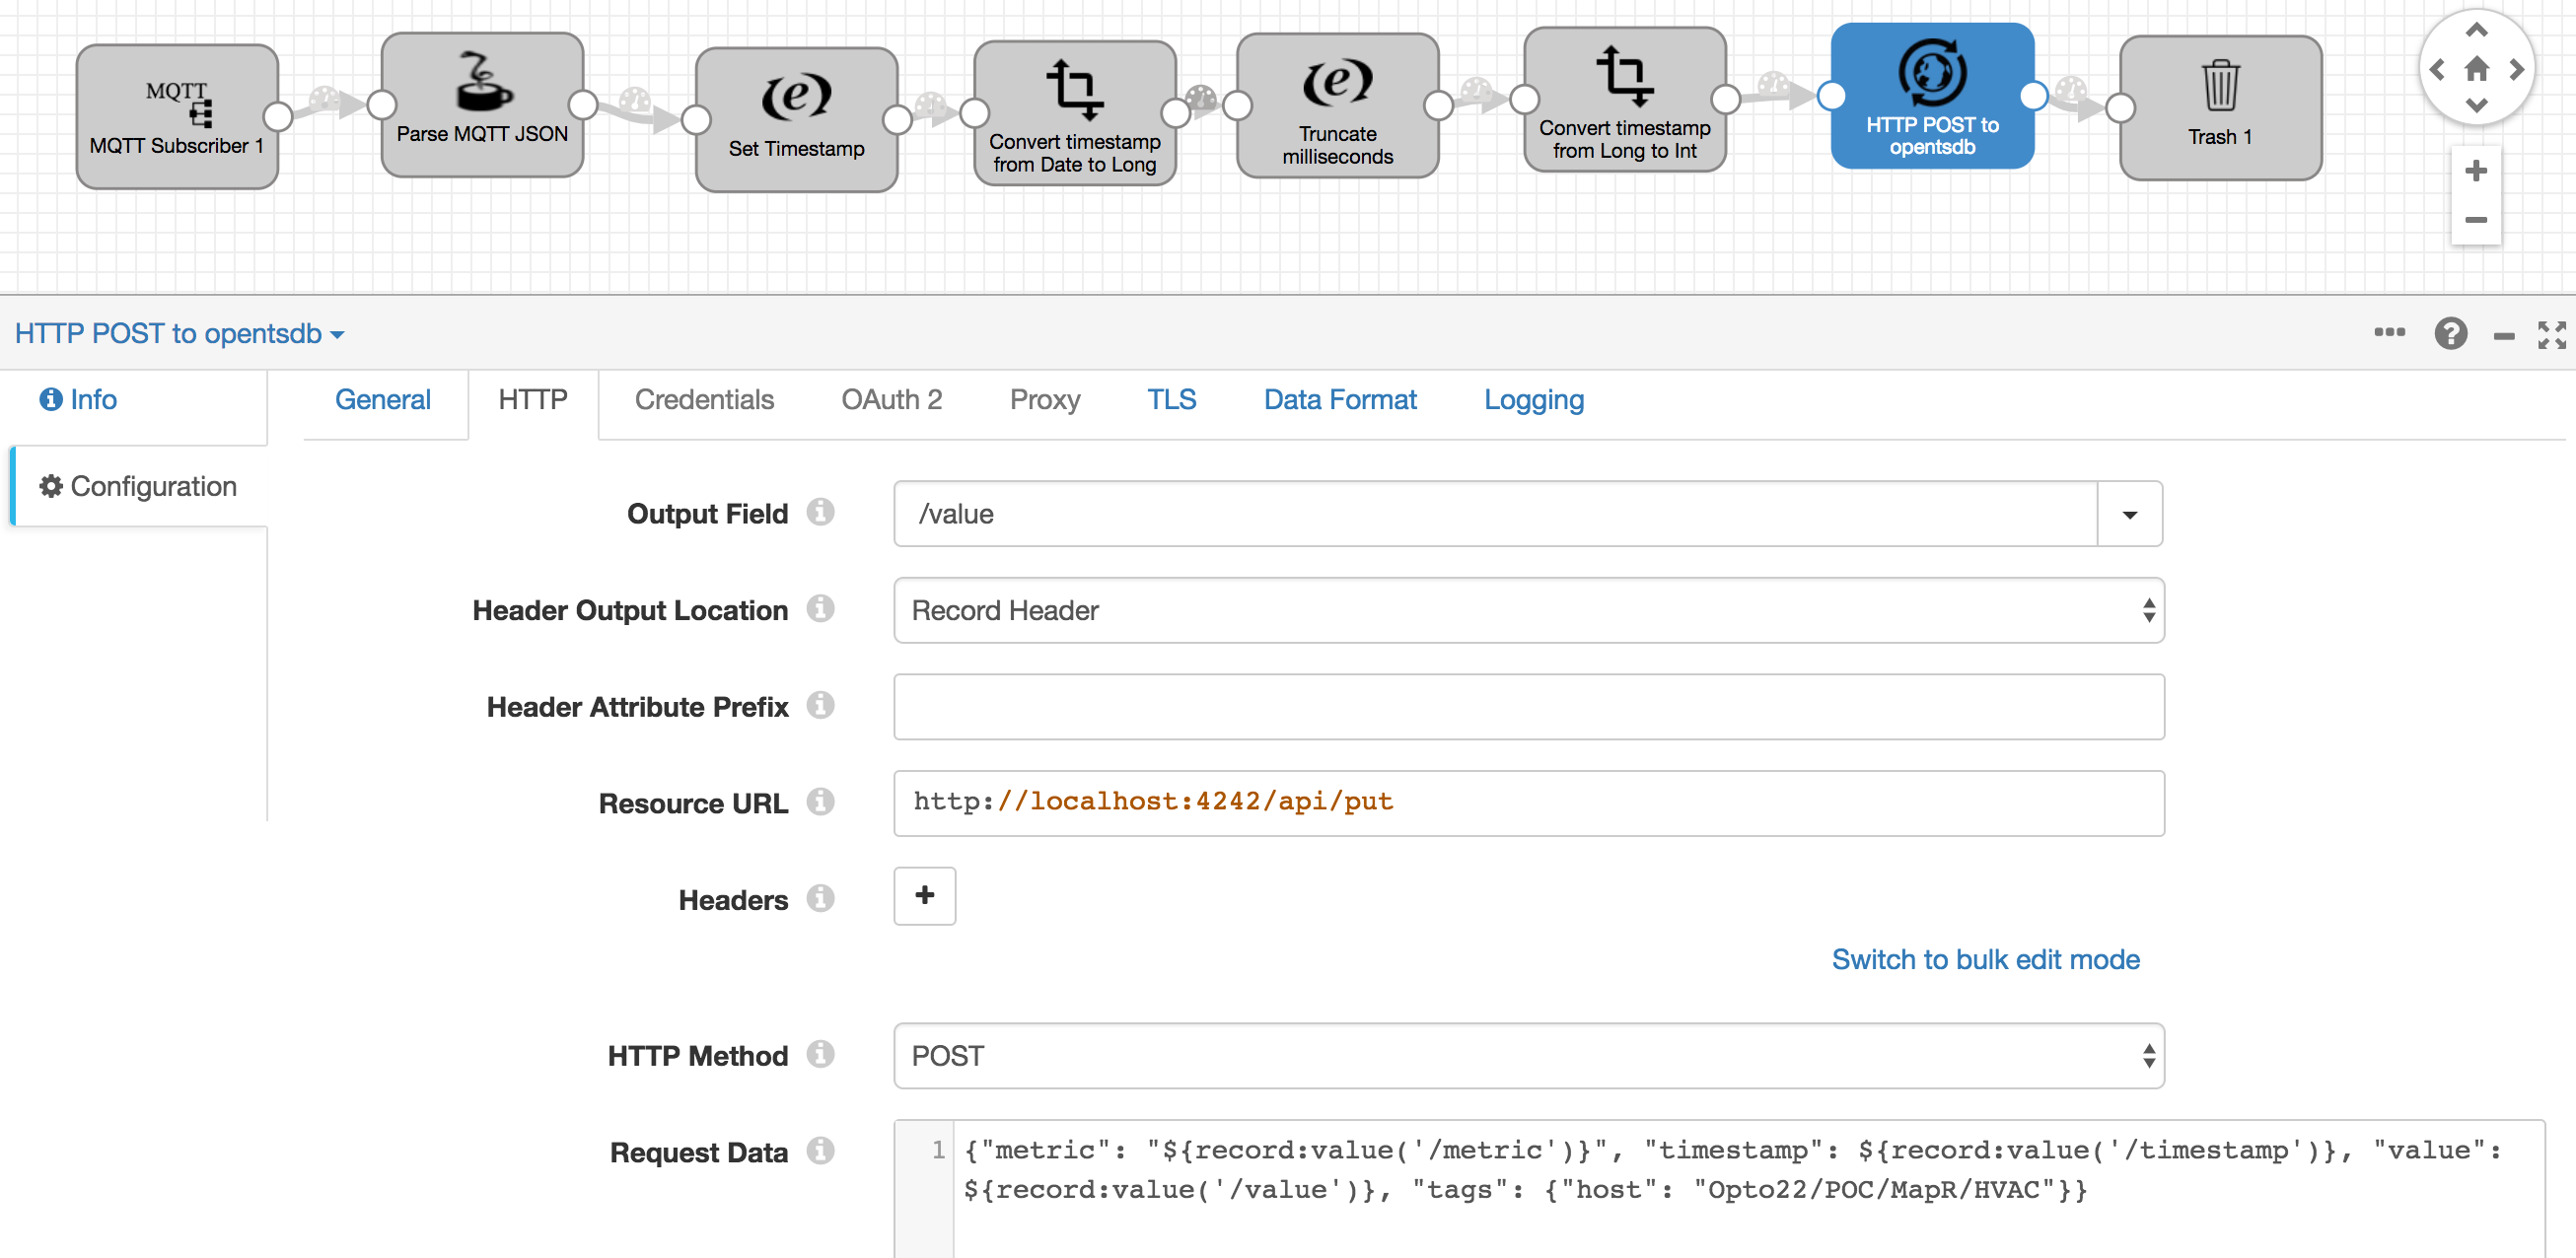 MQTT
MQTT Subscriber 1
Parse MQTT JSON
(e)
Set Timestamp
Convert timestamp
from Date to Long
(e)
Truncate
milliseconds
Convert timestamp
from Long to Int
HTTP POST to
opentsdb
Trash 1
HTTP POST to opentsdb
Info
General HTTP Credentials OAuth 2 Proxy TLS Data Format Logging
Configuration
Output Field /value
Header Output Location Record Header
Header Attribute Prefix
Resource URL http://localhost:4242/api/put
Headers +
Switch to bulk edit mode
HTTP Method POST
Request Data 1 {"metric": "${record:value('/metric')}", "timestamp": ${record:value('/timestamp')}, "value":
${record:value('/value')}, "tags": {"host": "Opto22/POC/MapR/HVAC"}}